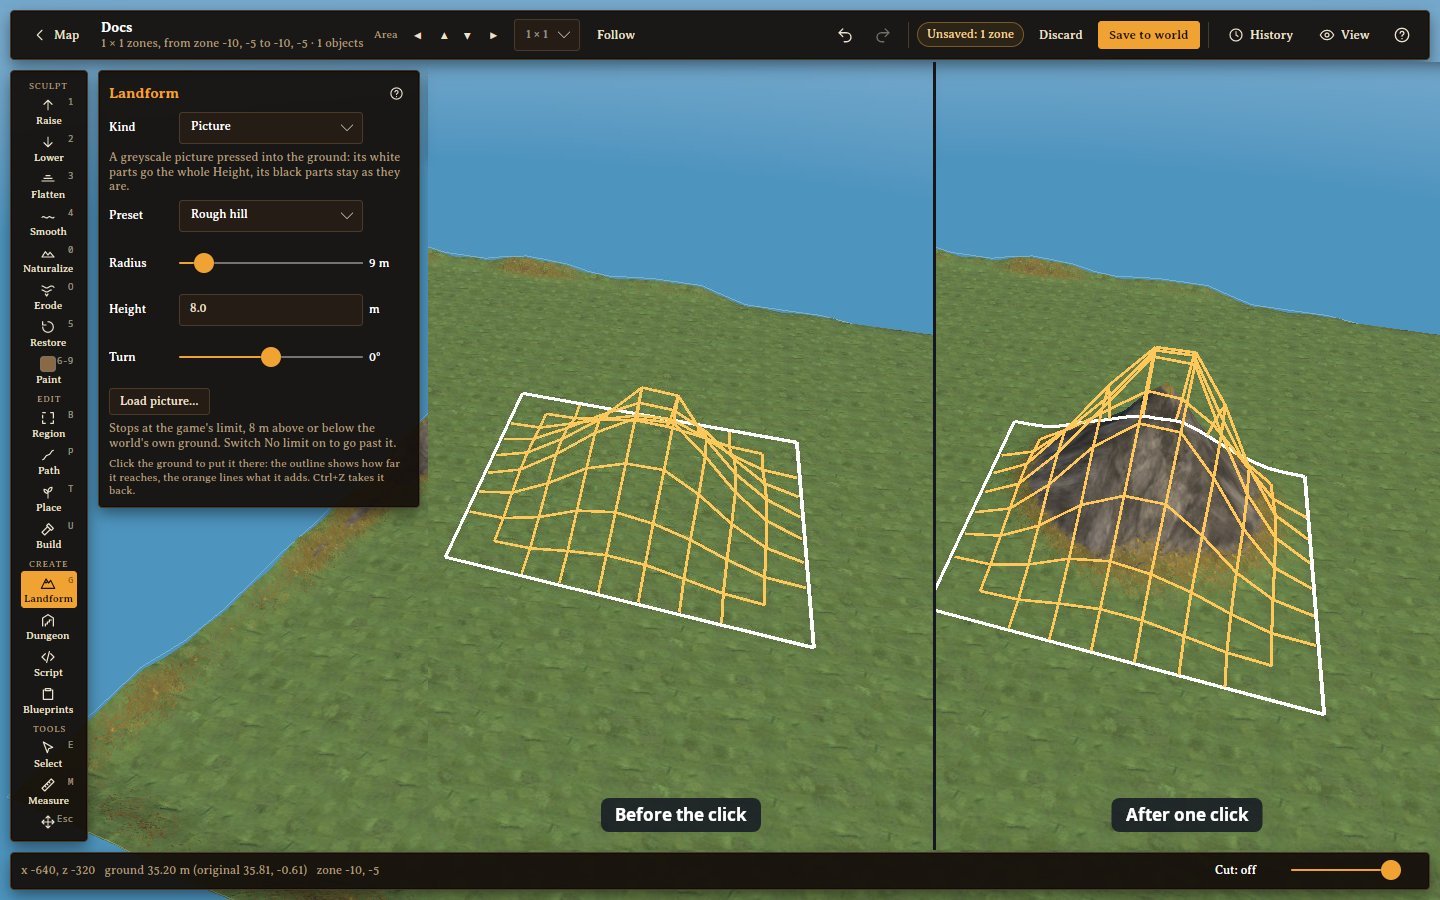 Map
Docs
1 × 1 zones, from zone -10, -5 to -10, -5 · 1 objects
Area
1 × 1
Follow
Unsaved: 1 zone
Discard
Save to world
History
View
SCULPT
Raise 1
Lower 2
Flatten 3
Smooth 4
Naturalize 0
Erode O
Restore 5
Paint 6-9
EDIT
Region B
Path P
Place T
Build U
CREATE
Landform G
Dungeon
Script
Blueprints
TOOLS
Select E
Measure M
Esc
Landform
Kind Picture
A greyscale picture pressed into the ground: its white
parts go the whole Height, its black parts stay as they
are.
Preset Rough hill
Radius 9 m
Height 8.0 m
Turn 0°
Load picture...
Stops at the game's limit, 8 m above or below the
world's own ground. Switch No limit on to go past it.
Click the ground to put it there: the outline shows how far
it reaches, the orange lines what it adds. Ctrl+Z takes it
back.
Before the click
After one click
x -640, z -320 ground 35.20 m (original 35.81, -0.61) zone -10, -5
Cut: off